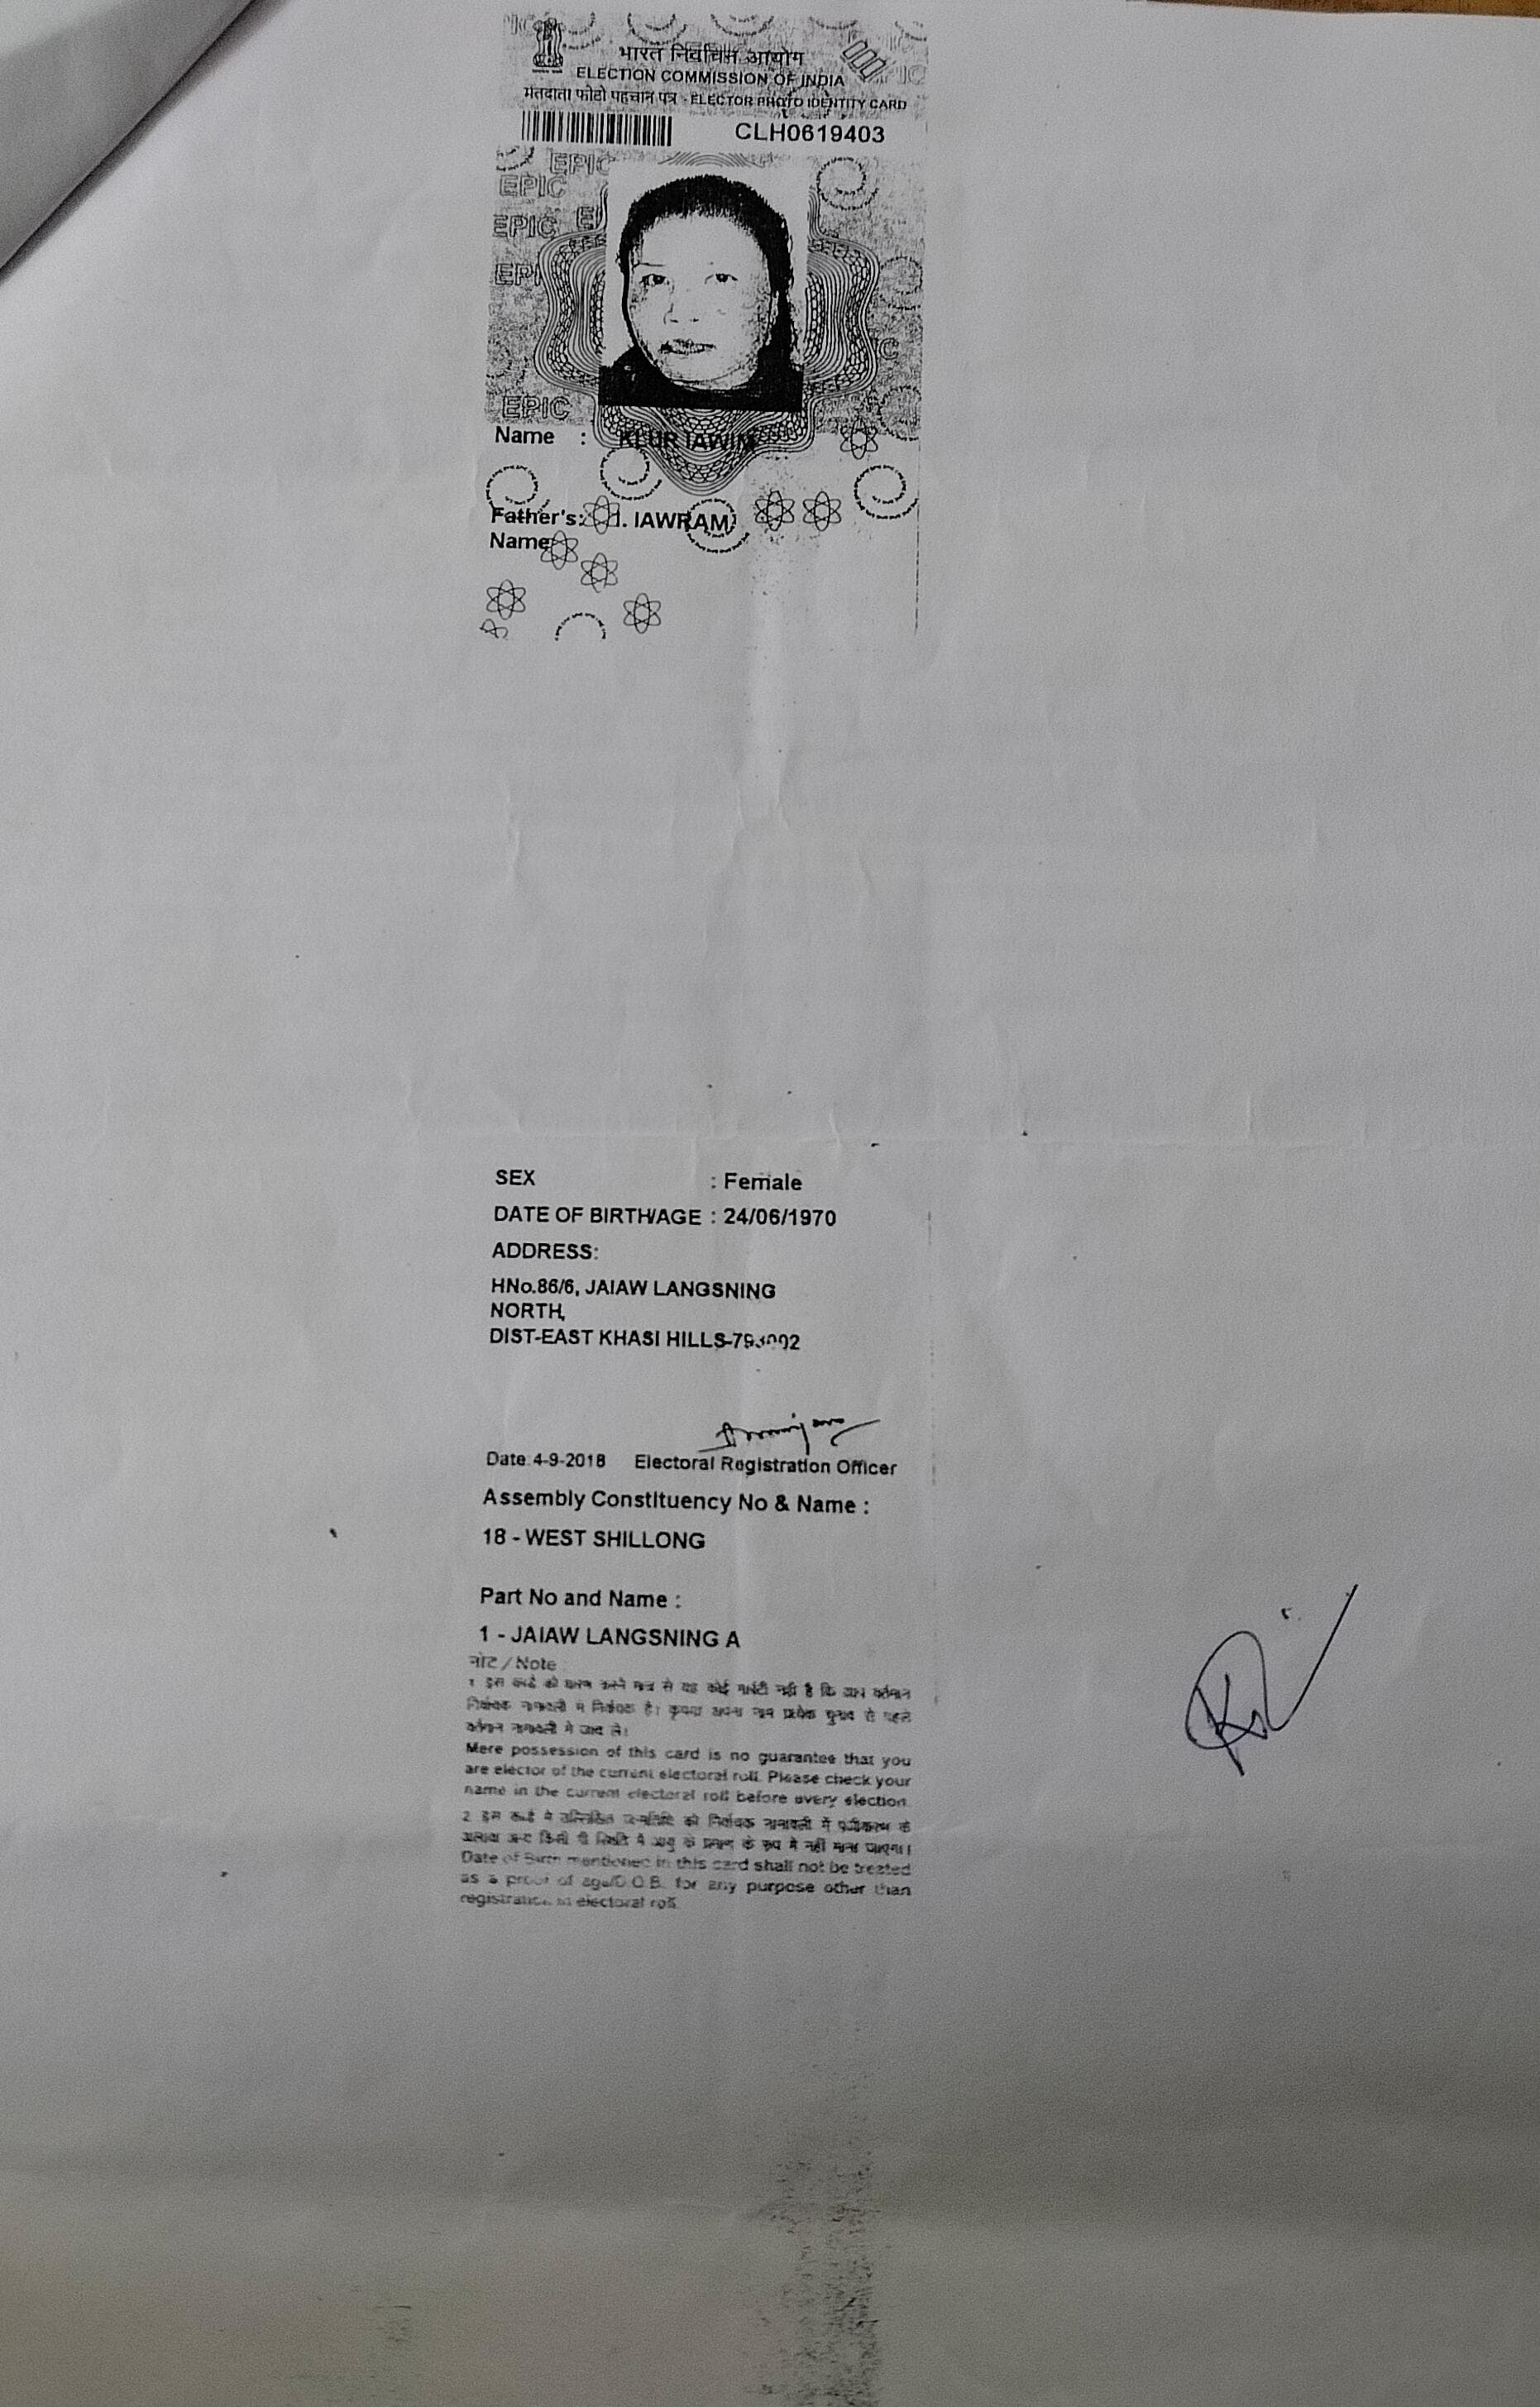 भारत निर्वाचन आयोग
ELECTION COMMISSION OF INDIA
मतदाता फोटो पहचान पत्र - ELECTOR PHOTO IDENTITY CARD
CLH0619403
EPIC
EPIC
EPIC
EPIC
Name : KLUR IAWIM
Father's: I. IAWRAM
Name
SEX : Female
DATE OF BIRTH/AGE : 24/06/1970
ADDRESS:
HNo.86/6, JAIAW LANGSNING
NORTH,
DIST-EAST KHASI HILLS-
Date 4-9-2018 Electoral Registration Officer
Assembly Constituency No & Name :
18 - WEST SHILLONG
Part No and Name :
1 - JAIAW LANGSNING A
नोट / Note
Mere possession of this card is no guarantee that you
are elector of the current electoral roll. Please check your
name in the current electoral roll before every election.
Date of Birth mentioned in this card shall not be treated
as a proof of age/D.O.B. for any purpose other than
registration in electoral roll.